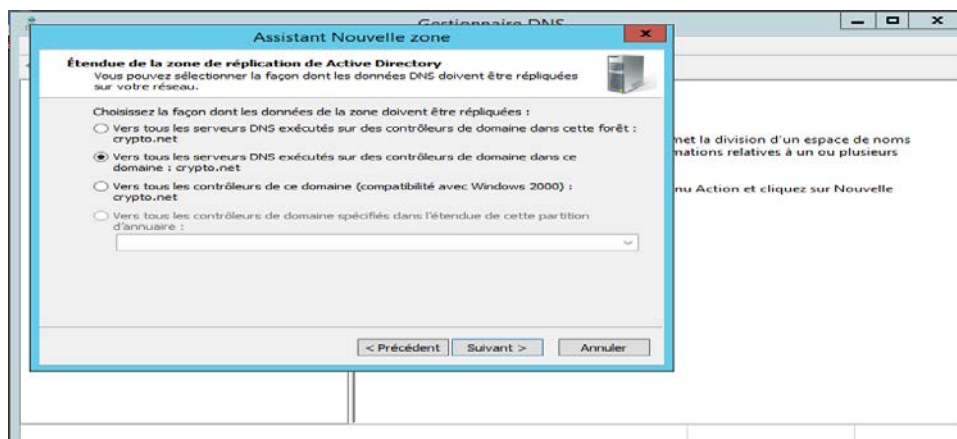 Gestionnaire DNS
Assistant Nouvelle zone
Étendue de la zone de réplication de Active Directory
Vous pouvez sélectionner la façon dont les données DNS doivent être répliquées
sur votre réseau.
Choisissez la façon dont les données de la zone doivent être répliquées :
Vers tous les serveurs DNS exécutés sur des contrôleurs de domaine dans cette forêt :
crypto.net
Vers tous les serveurs DNS exécutés sur des contrôleurs de domaine dans ce
domaine : crypto.net
Vers tous les contrôleurs de ce domaine (compatibilité avec Windows 2000) :
crypto.net
Vers tous les contrôleurs de domaine spécifiés dans l'étendue de cette partition
d'annuaire :
< Précédent Suivant > Annuler
met la division d'un espace de noms
mations relatives à un ou plusieurs
nu Action et cliquez sur Nouvelle